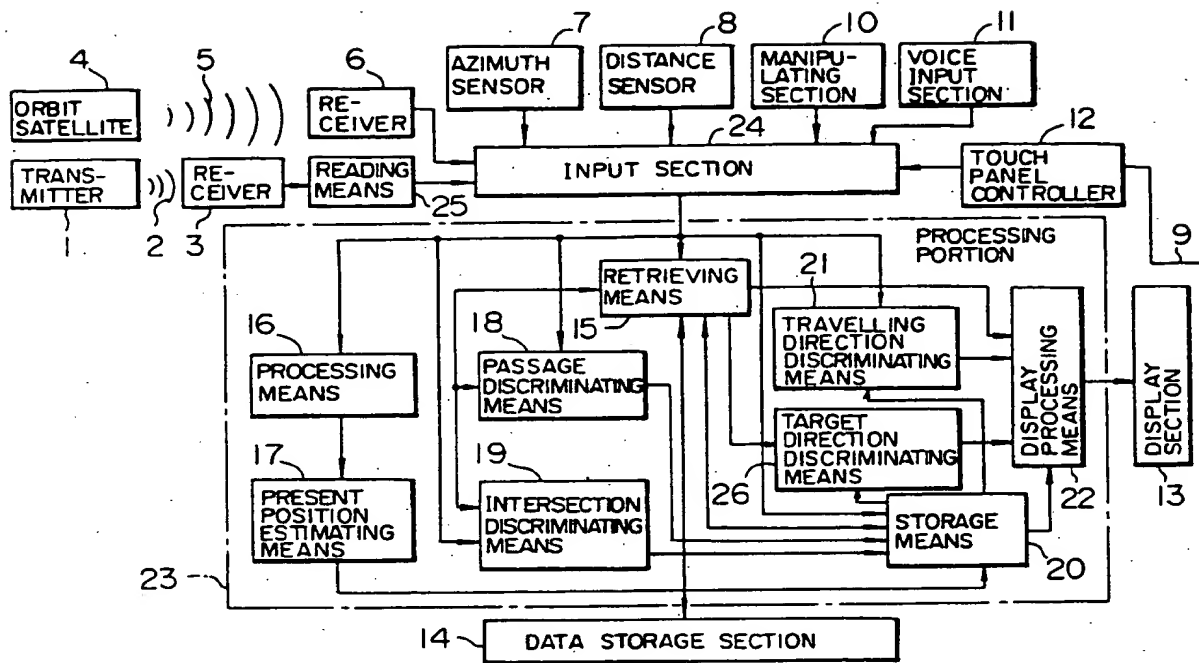 7
8
10
11
4
5
6
AZIMUTH
SENSOR
DISTANCE
SENSOR
MANIPU-
LATING
SECTION
VOICE
INPUT
SECTION
ORBIT
SATELLITE
RE-
CEIVER
24
12
TRANS-
MITTER
RE-
CEIVER
READING
MEANS
INPUT SECTION
TOUCH
PANEL
CONTROLLER
1
2
3
25
PROCESSING
PORTION
9
RETRIEVING
MEANS
15
21
16
18
TRAVELLING
DIRECTION
DISCRIMINATING
MEANS
PROCESSING
MEANS
PASSAGE
DISCRIMINATING
MEANS
DISPLAY
PROCESSING
MEANS
DISPLAY
SECTION
17
19
TARGET
DIRECTION
DISCRIMINATING
MEANS
26
22
13
PRESENT
POSITION
ESTIMATING
MEANS
INTERSECTION
DISCRIMINATING
MEANS
STORAGE
MEANS
20
23
14
DATA STORAGE SECTION